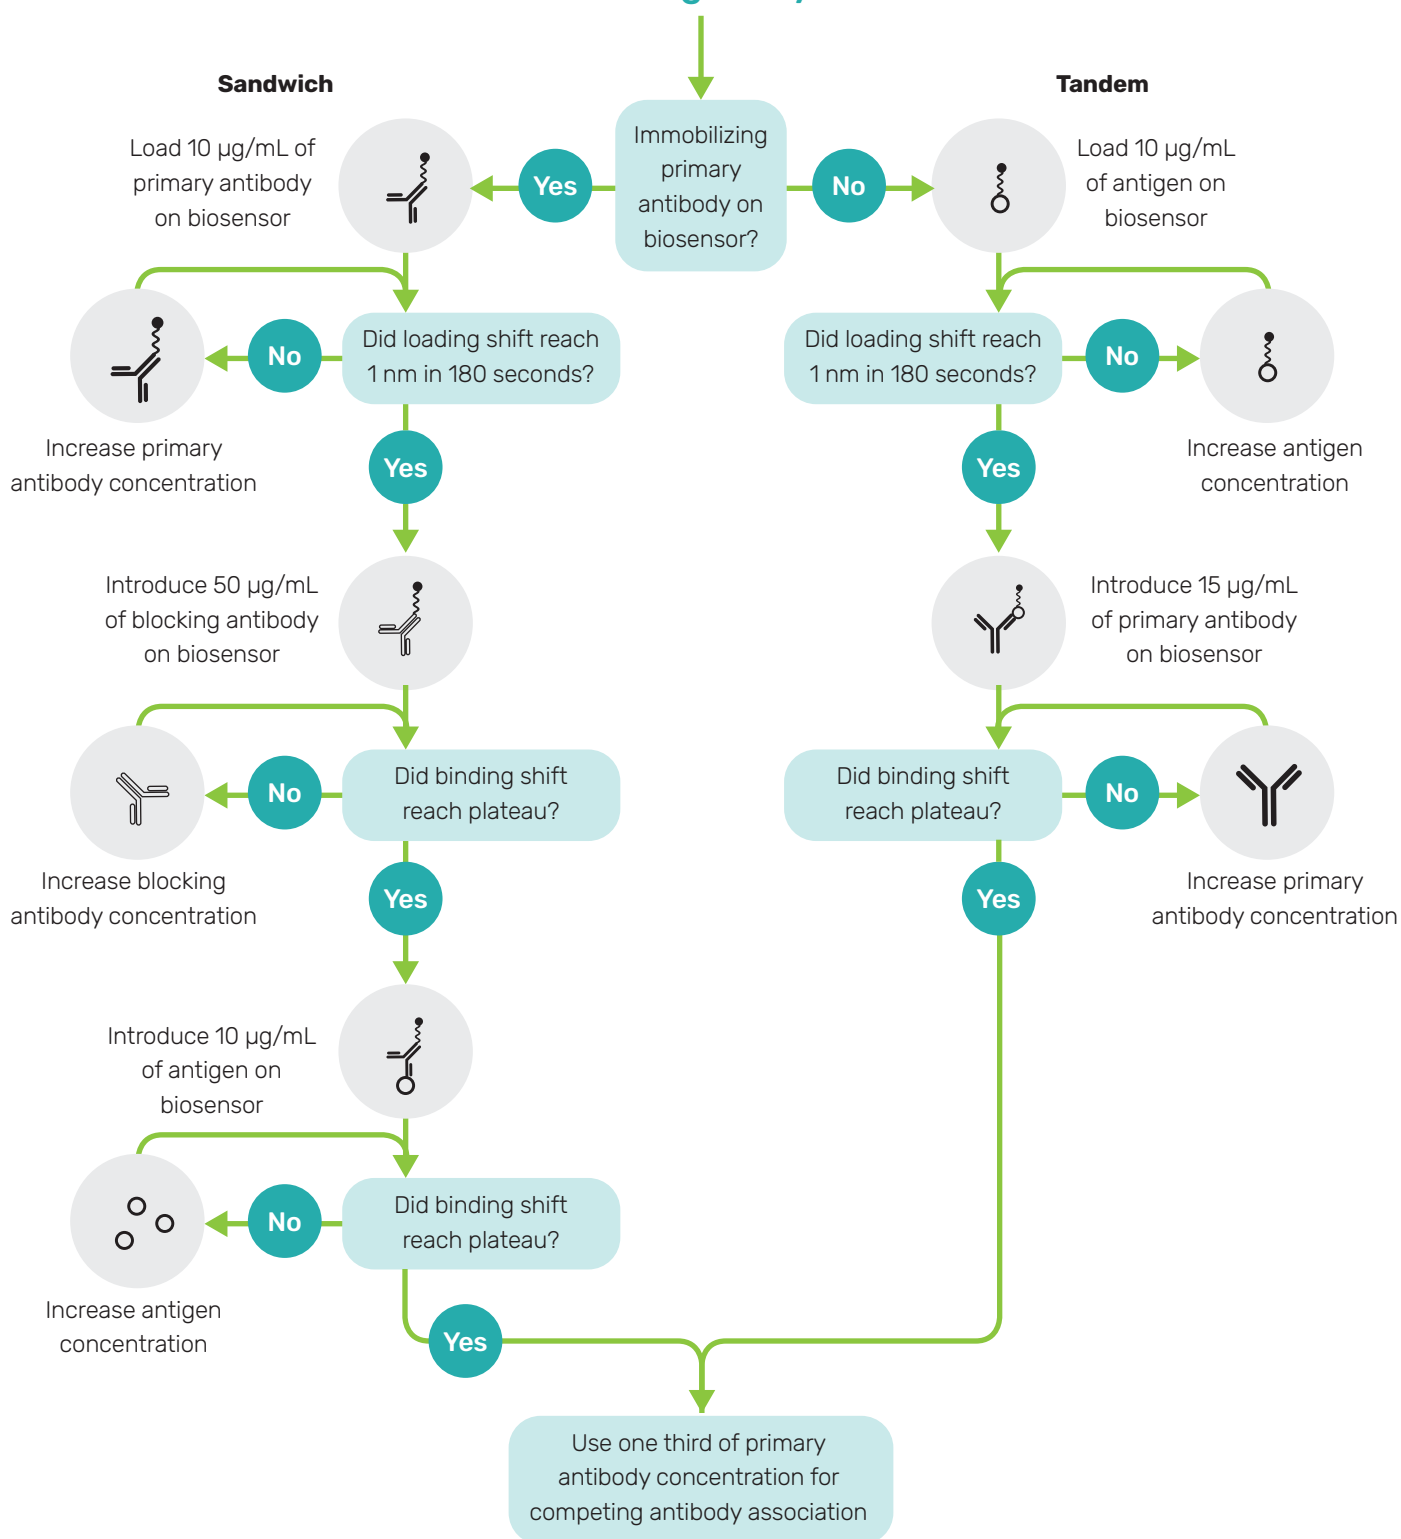 Sandwich
Tandem
Load 10 µg/mL of
primary antibody
on biosensor
Yes
Immobilizing
primary
antibody on
biosensor?
No
Load 10 µg/mL
of antigen on
biosensor
No
Did loading shift reach
1 nm in 180 seconds?
Did loading shift reach
1 nm in 180 seconds?
No
Increase primary
antibody concentration
Yes
Yes
Increase antigen
concentration
Introduce 50 µg/mL
of blocking antibody
on biosensor
Introduce 15 µg/mL
of primary antibody
on biosensor
No
Did binding shift
reach plateau?
Did binding shift
reach plateau?
No
Increase blocking
antibody concentration
Yes
Yes
Increase primary
antibody concentration
Introduce 10 µg/mL
of antigen on
biosensor
No
Did binding shift
reach plateau?
Increase antigen
concentration
Yes
Use one third of primary
antibody concentration for
competing antibody association